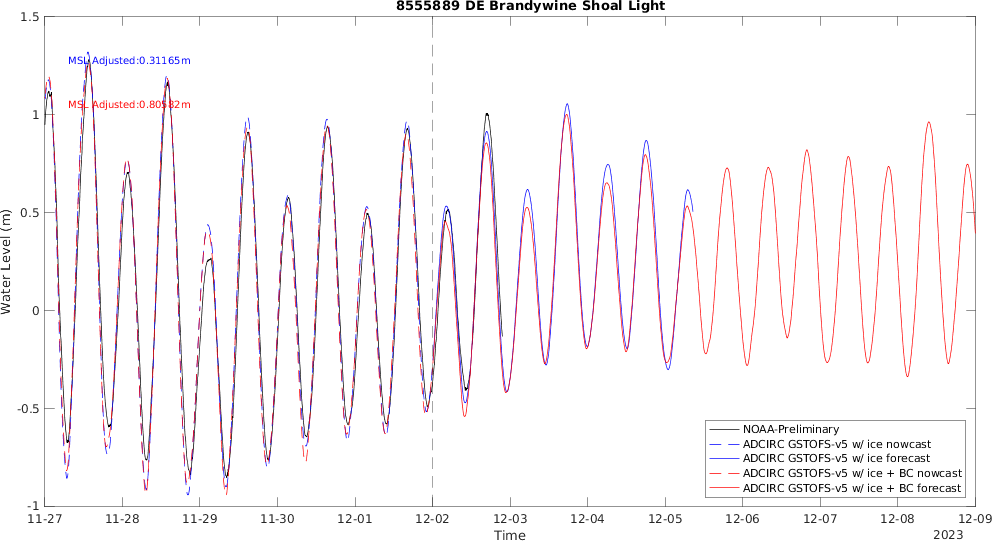 8555889 DE Brandywine Shoal Light
1.5
1
0.5
0
-0.5
-1
Water Level (m)
MSL Adjusted:0.31165m
MSL Adjusted:0.80582m
NOAA-Preliminary
ADCIRC GSTOFS-v5 w/ ice nowcast
ADCIRC GSTOFS-v5 w/ ice forecast
ADCIRC GSTOFS-v5 w/ ice + BC nowcast
ADCIRC GSTOFS-v5 w/ ice + BC forecast
11-27 11-28 11-29 11-30 12-01 12-02 12-03 12-04 12-05 12-06 12-07 12-08 12-09
Time
2023